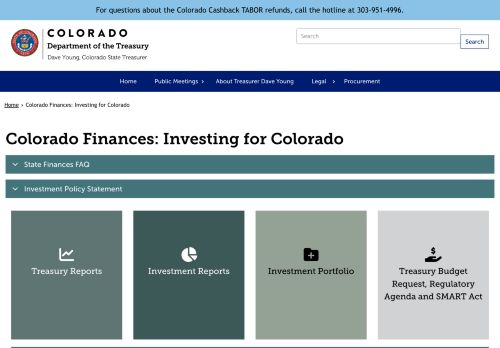 For questions about the Colorado Cashback TABOR refunds, call the hotline at 303-951-4996.
COLORADO
Department of the Treasury
Dave Young, Colorado State Treasurer
Search
Search
Home Public Meetings › About Treasurer Dave Young Legal › Procurement
Home › Colorado Finances: Investing for Colorado
Colorado Finances: Investing for Colorado
State Finances FAQ
Investment Policy Statement
Treasury Reports
Investment Reports
Investment Portfolio
Treasury Budget
Request, Regulatory
Agenda and SMART Act